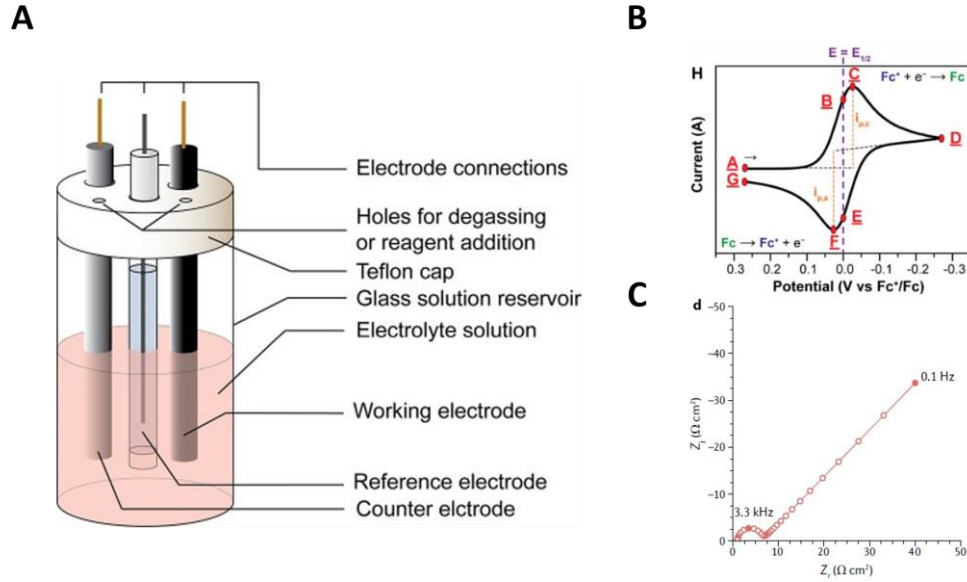 A
Electrode connections
Holes for degassing
or reagent addition
Teflon cap
Glass solution reservoir
Electrolyte solution
Working electrode
Reference electrode
Counter elctrode
B
H
E = E1/2
C
Fc⁺ + e⁻ → Fc
B
i p,c
D
A →
G
i p,a
E
F
Fc → Fc⁺ + e⁻
Current (A)
0.3 0.2 0.1 0.0 -0.1 -0.2 -0.3
Potential (V vs Fc⁺/Fc)
C
d
–50
–40
–30
–20
–10
0
0.1 Hz
3.3 kHz
Zi (Ω cm²)
0 10 20 30 40 50
Zr (Ω cm²)